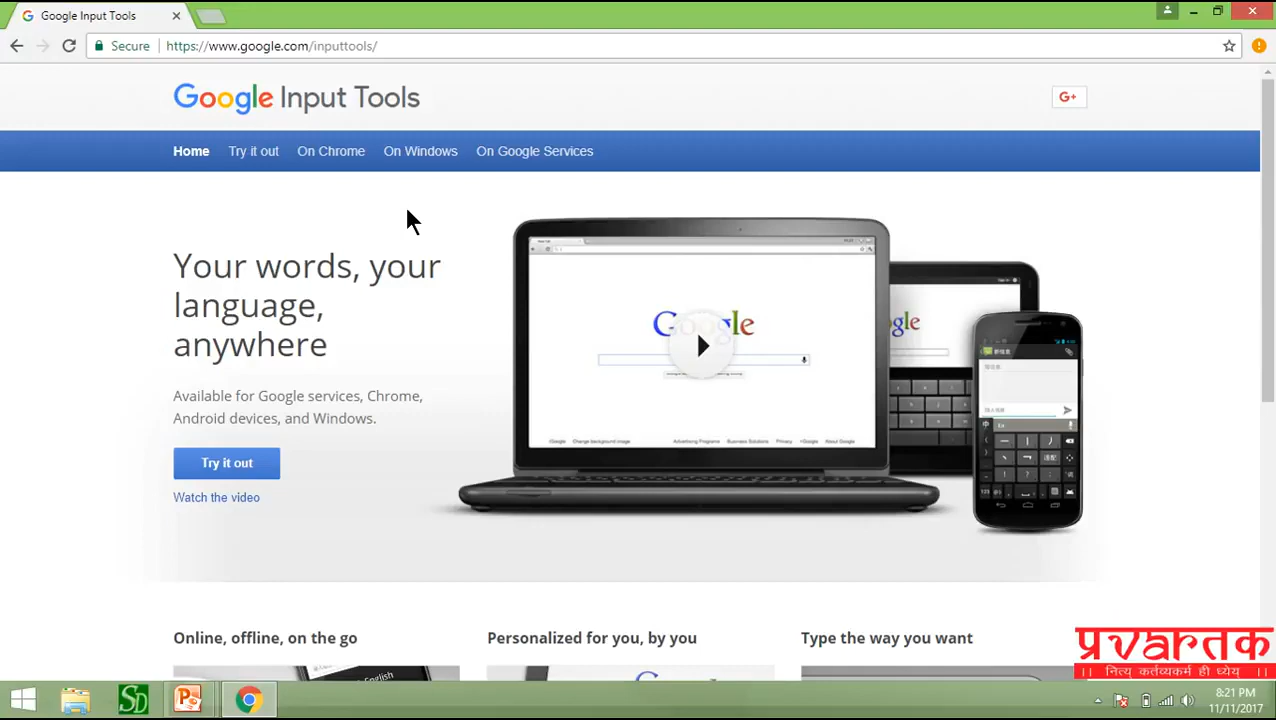 Google Input Tools
Secure
https://www.google.com/inputtools/
Google Input Tools
G+
Home
Try it out
On Chrome
On Windows
On Google Services
Your words, your
language,
anywhere
Available for Google services, Chrome,
Android devices, and Windows.
Try it out
Watch the video
Google
Online, offline, on the go
Personalized for you, by you
Type the way you want
English
प्रvaर्तक
।। नित्यु कर्तव्यकर्म ही ध्येयु ।।
8:21 PM
11/11/2017